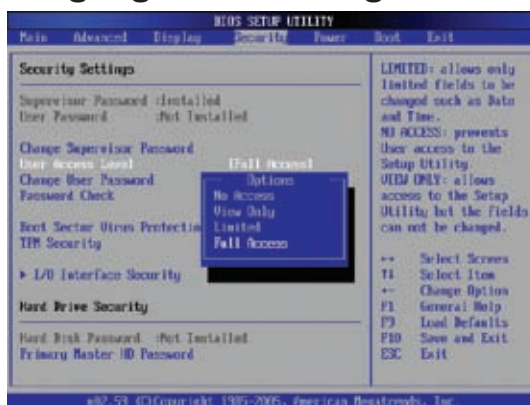 BIOS SETUP UTILITY
Main Advanced Display Security Power Boot Exit
Security Settings
Supervisor Password :Installed
User Password :Not Installed
Change Supervisor Password
User Access Level [Full Access]
Change User Password
Password Check
Boot Sector Virus Protectio
TPM Security
I/O Interface Security
Hard Drive Security
Hard Disk Password :Not Installed
Primary Master HD Password
Options
No Access
View Only
Limited
Full Access
LIMITED: allows only
limited fields to be
changed such as Date
and Time.
NO ACCESS: prevents
User access to the
Setup Utility.
VIEW ONLY: allows
access to the Setup
Utility but the fields
can not be changed.
↔ Select Screen
↑↓ Select Item
+- Change Option
F1 General Help
F9 Load Defaults
F10 Save and Exit
ESC Exit
v02.59 (C)Copyright 1985-2005, American Megatrends, Inc.